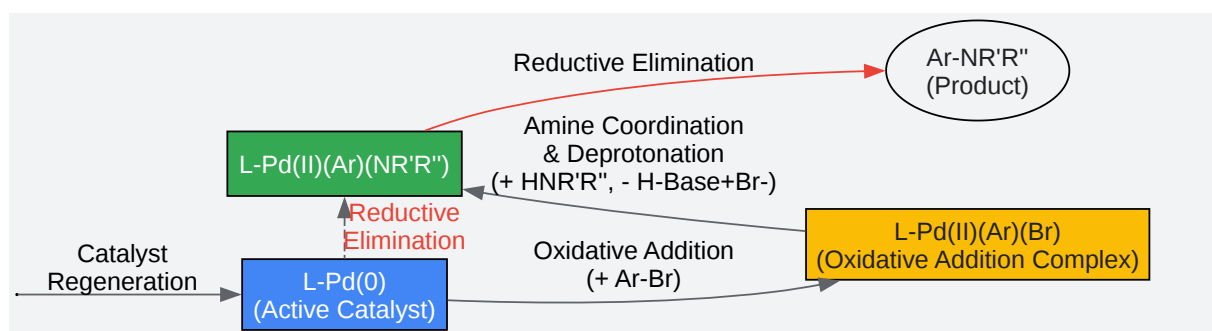 Reductive Elimination
Ar-NR'R"
(Product)
Amine Coordination
& Deprotonation
(+ HNR'R", - H-Base+Br-)
L-Pd(II)(Ar)(NR'R")
Reductive
Elimination
L-Pd(II)(Ar)(Br)
(Oxidative Addition Complex)
Catalyst
Regeneration
Oxidative Addition
(+ Ar-Br)
L-Pd(0)
(Active Catalyst)